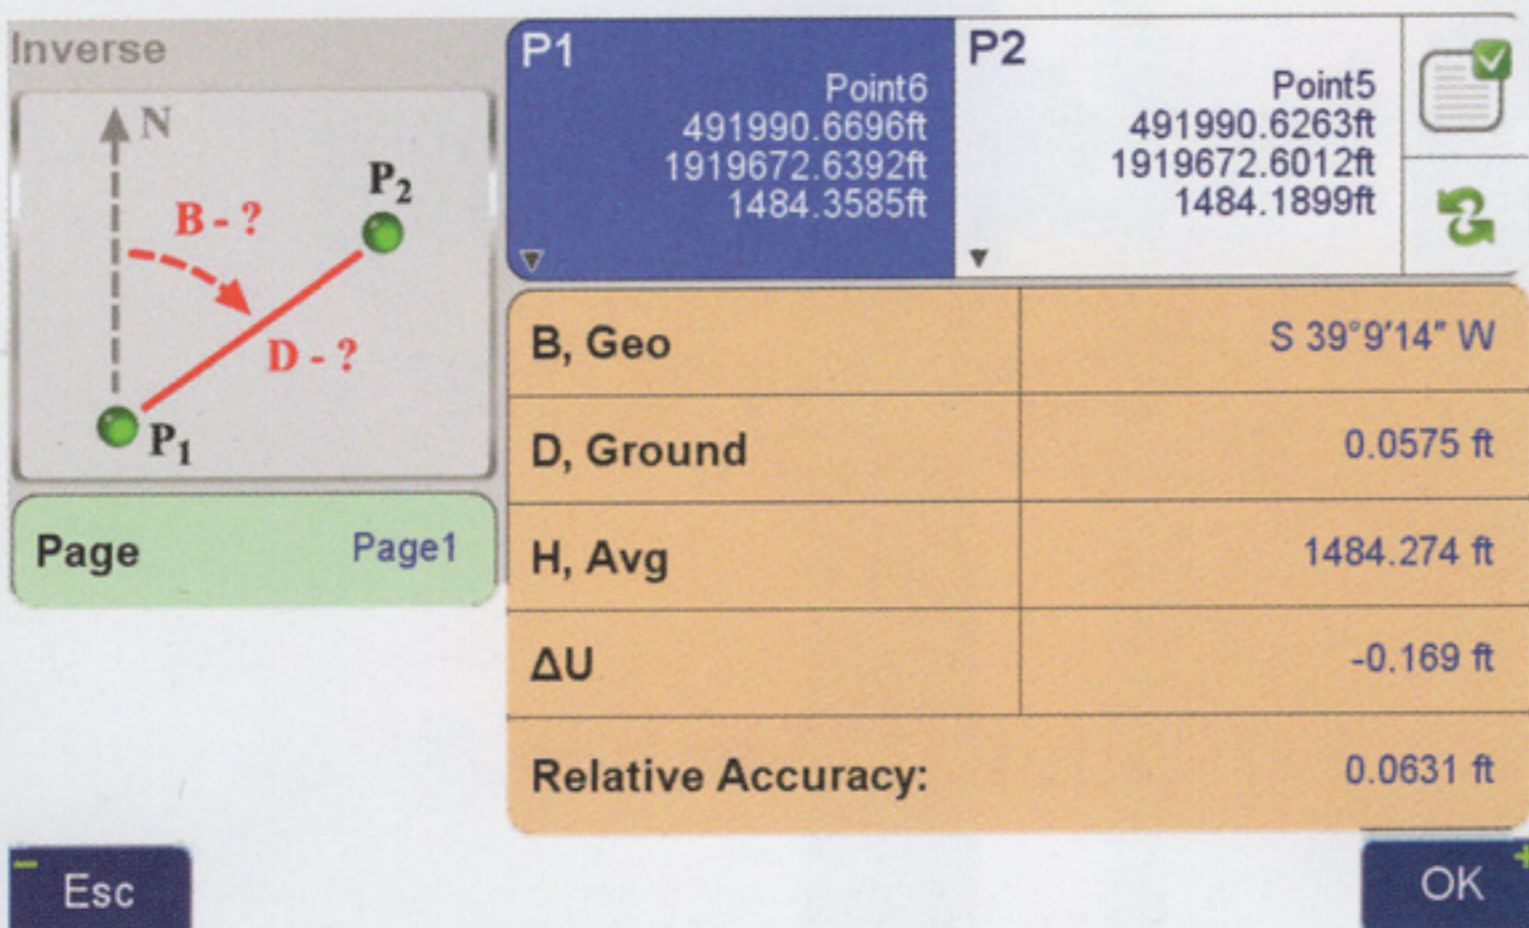 Inverse
N
B - ?
P2
D - ?
P1
Page Page1
P1
Point6
491990.6696ft
1919672.6392ft
1484.3585ft
P2
Point5
491990.6263ft
1919672.6012ft
1484.1899ft
B, Geo S 39°9'14" W
D, Ground 0.0575 ft
H, Avg 1484.274 ft
ΔU -0.169 ft
Relative Accuracy: 0.0631 ft
Esc
OK